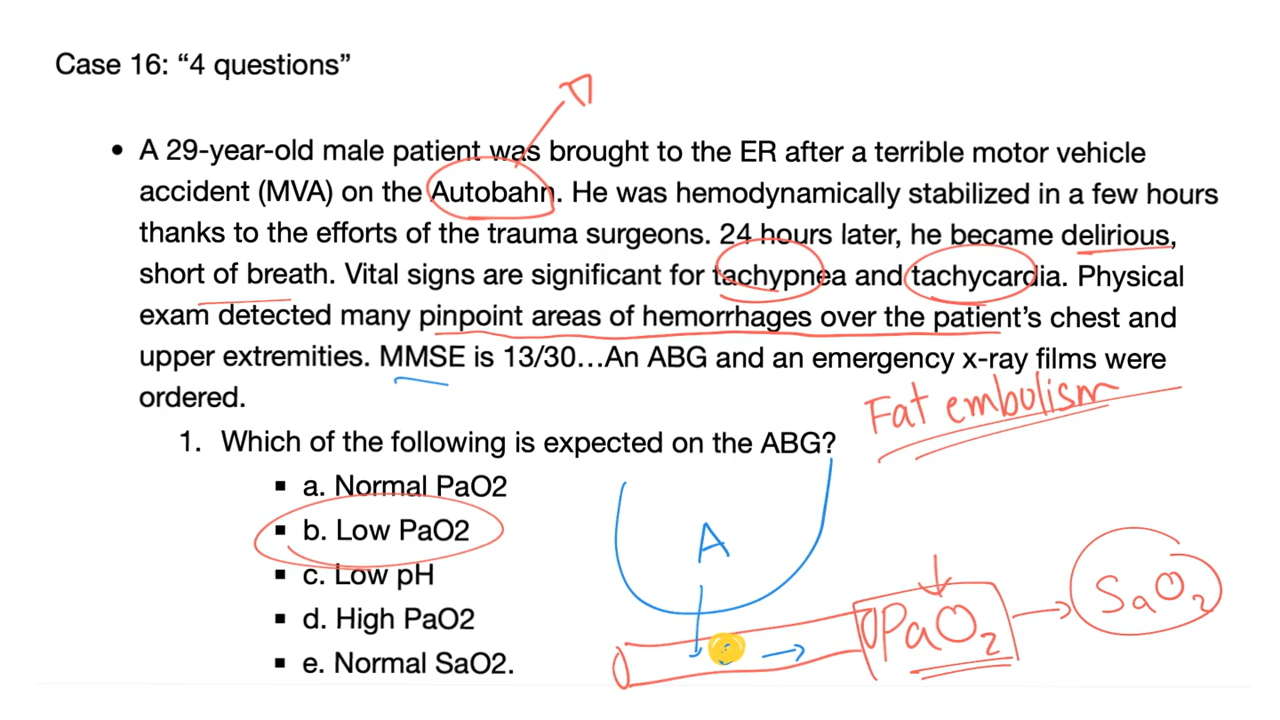 Case 16: “4 questions”
• A 29-year-old male patient was brought to the ER after a terrible motor vehicle
accident (MVA) on the Autobahn. He was hemodynamically stabilized in a few hours
thanks to the efforts of the trauma surgeons. 24 hours later, he became delirious,
short of breath. Vital signs are significant for tachypnea and tachycardia. Physical
exam detected many pinpoint areas of hemorrhages over the patient’s chest and
upper extremities. MMSE is 13/30...An ABG and an emergency x-ray films were
ordered.
Fat embolism
1. Which of the following is expected on the ABG?
▪ a. Normal PaO2
▪ b. Low PaO2
▪ c. Low pH
▪ d. High PaO2
▪ e. Normal SaO2.
A
↓PaO2
SaO2